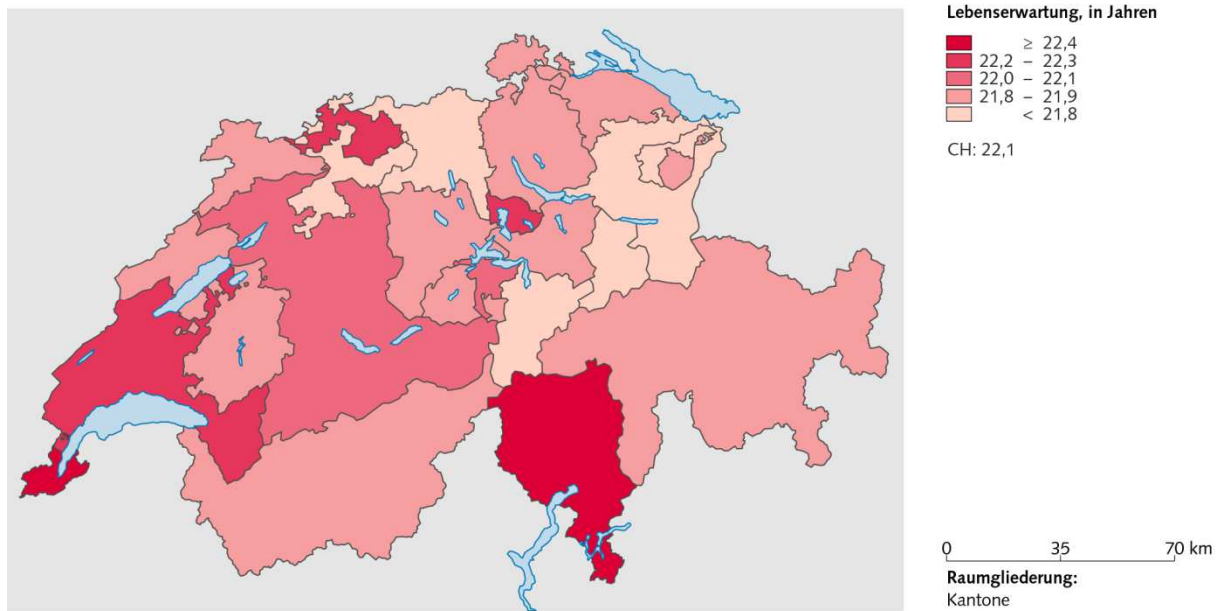 Lebenserwartung, in Jahren
≥ 22,4
22,2 – 22,3
22,0 – 22,1
21,8 – 21,9
< 21,8
CH: 22,1
0 35 70 km
Raumgliederung:
Kantone